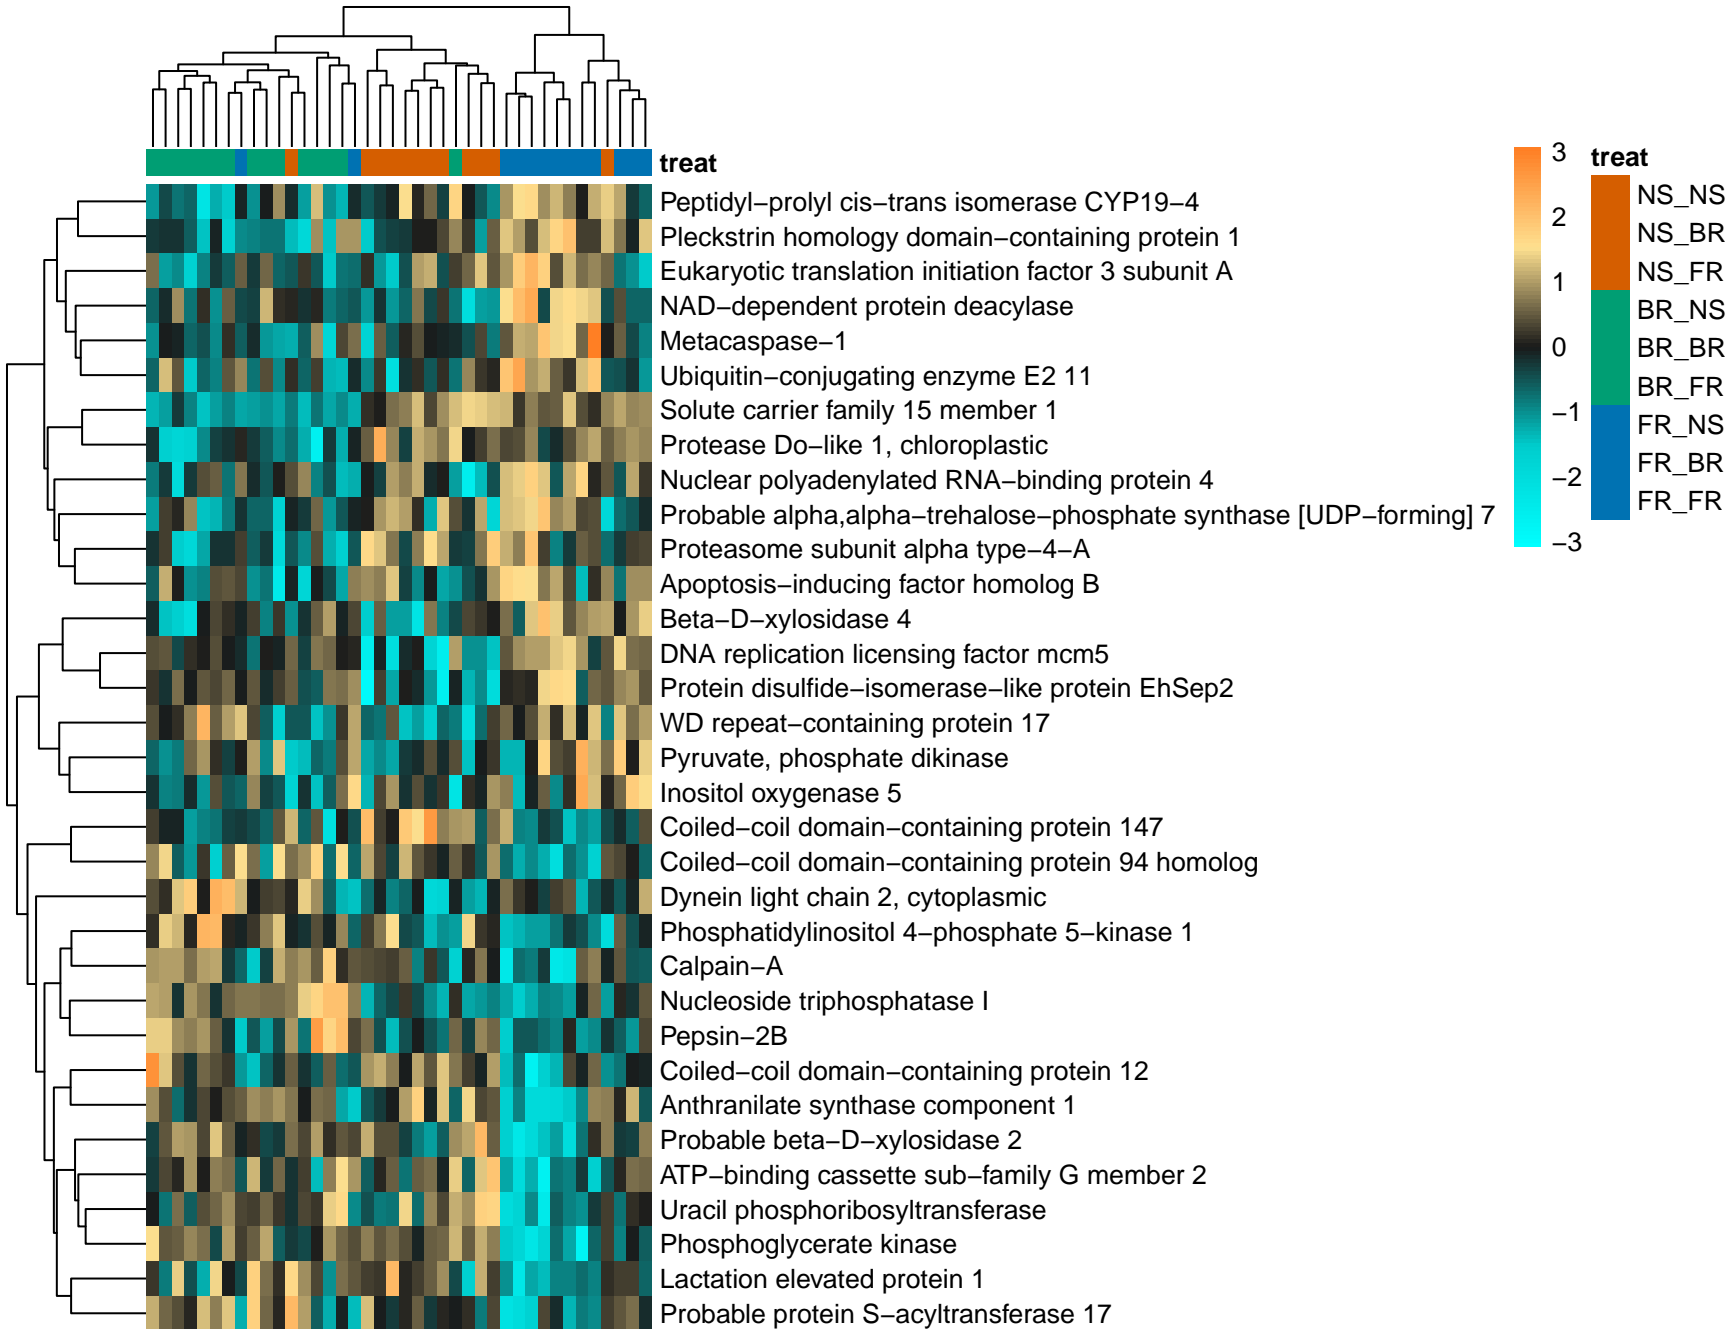 treat
Peptidyl−prolyl cis−trans isomerase CYP19−4
Pleckstrin homology domain−containing protein 1
Eukaryotic translation initiation factor 3 subunit A
NAD−dependent protein deacylase
Metacaspase−1
Ubiquitin−conjugating enzyme E2 11
Solute carrier family 15 member 1
Protease Do−like 1, chloroplastic
Nuclear polyadenylated RNA−binding protein 4
Probable alpha,alpha−trehalose−phosphate synthase [UDP−forming] 7
Proteasome subunit alpha type−4−A
Apoptosis−inducing factor homolog B
Beta−D−xylosidase 4
DNA replication licensing factor mcm5
Protein disulfide−isomerase−like protein EhSep2
WD repeat−containing protein 17
Pyruvate, phosphate dikinase
Inositol oxygenase 5
Coiled−coil domain−containing protein 147
Coiled−coil domain−containing protein 94 homolog
Dynein light chain 2, cytoplasmic
Phosphatidylinositol 4−phosphate 5−kinase 1
Calpain−A
Nucleoside triphosphatase I
Pepsin−2B
Coiled−coil domain−containing protein 12
Anthranilate synthase component 1
Probable beta−D−xylosidase 2
ATP−binding cassette sub−family G member 2
Uracil phosphoribosyltransferase
Phosphoglycerate kinase
Lactation elevated protein 1
Probable protein S−acyltransferase 17
3
2
1
0
−1
−2
−3
treat
NS_NS
NS_BR
NS_FR
BR_NS
BR_BR
BR_FR
FR_NS
FR_BR
FR_FR